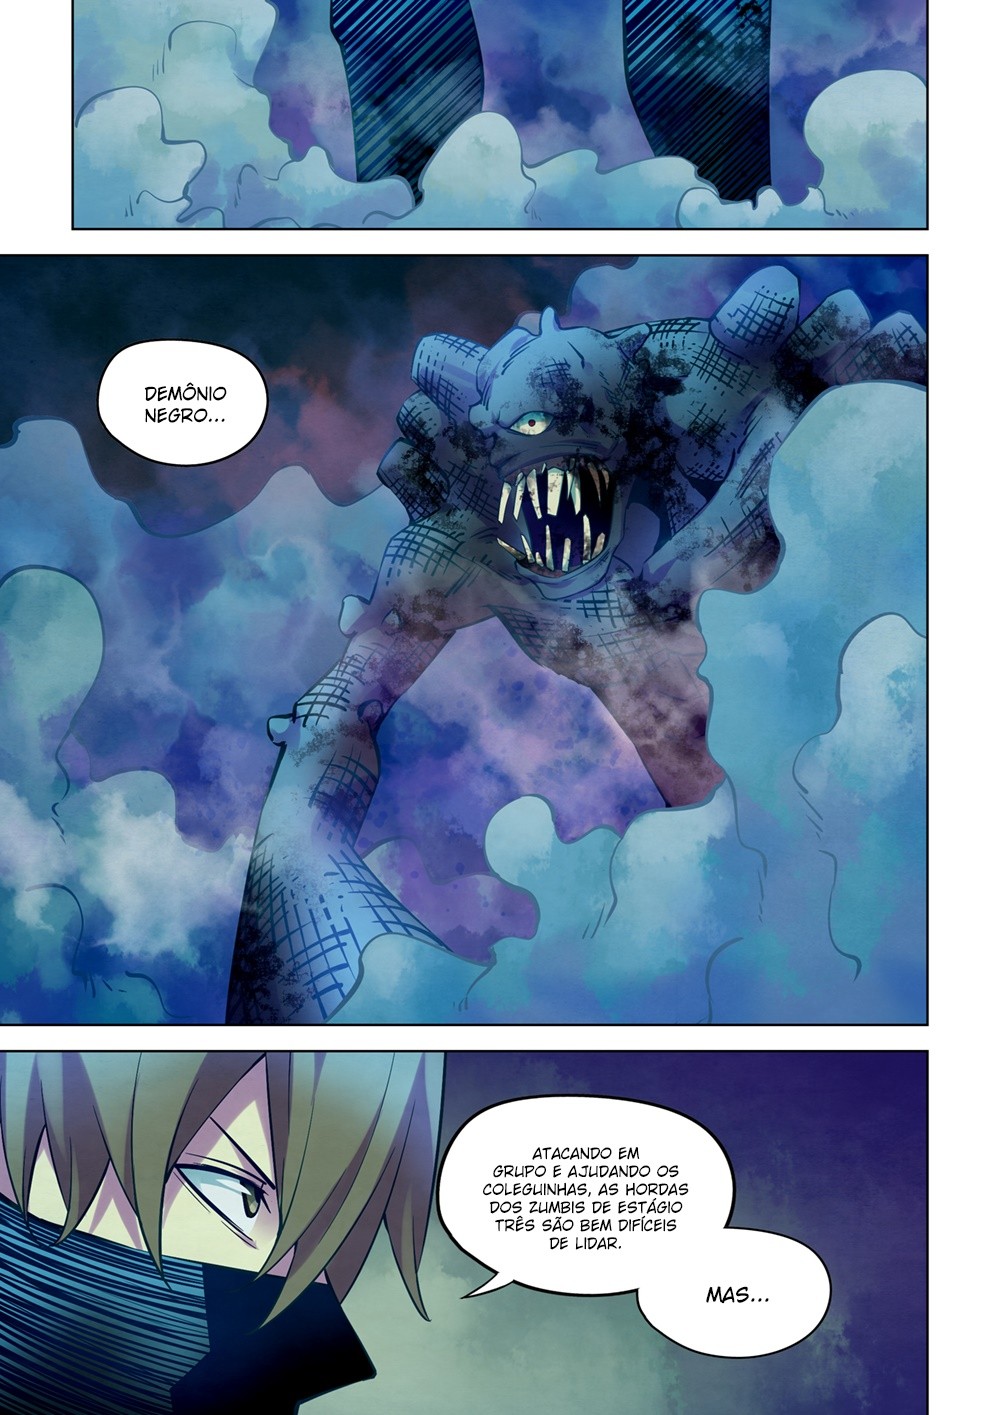 DEMÔNIO
NEGRO...
ATACANDO EM
GRUPO E AJUDANDO OS
COLEGUINHAS, AS HORDAS
DOS ZUMBIS DE ESTÁGIO
TRÊS SÃO BEM DIFÍCEIS
DE LIDAR.
MAS...